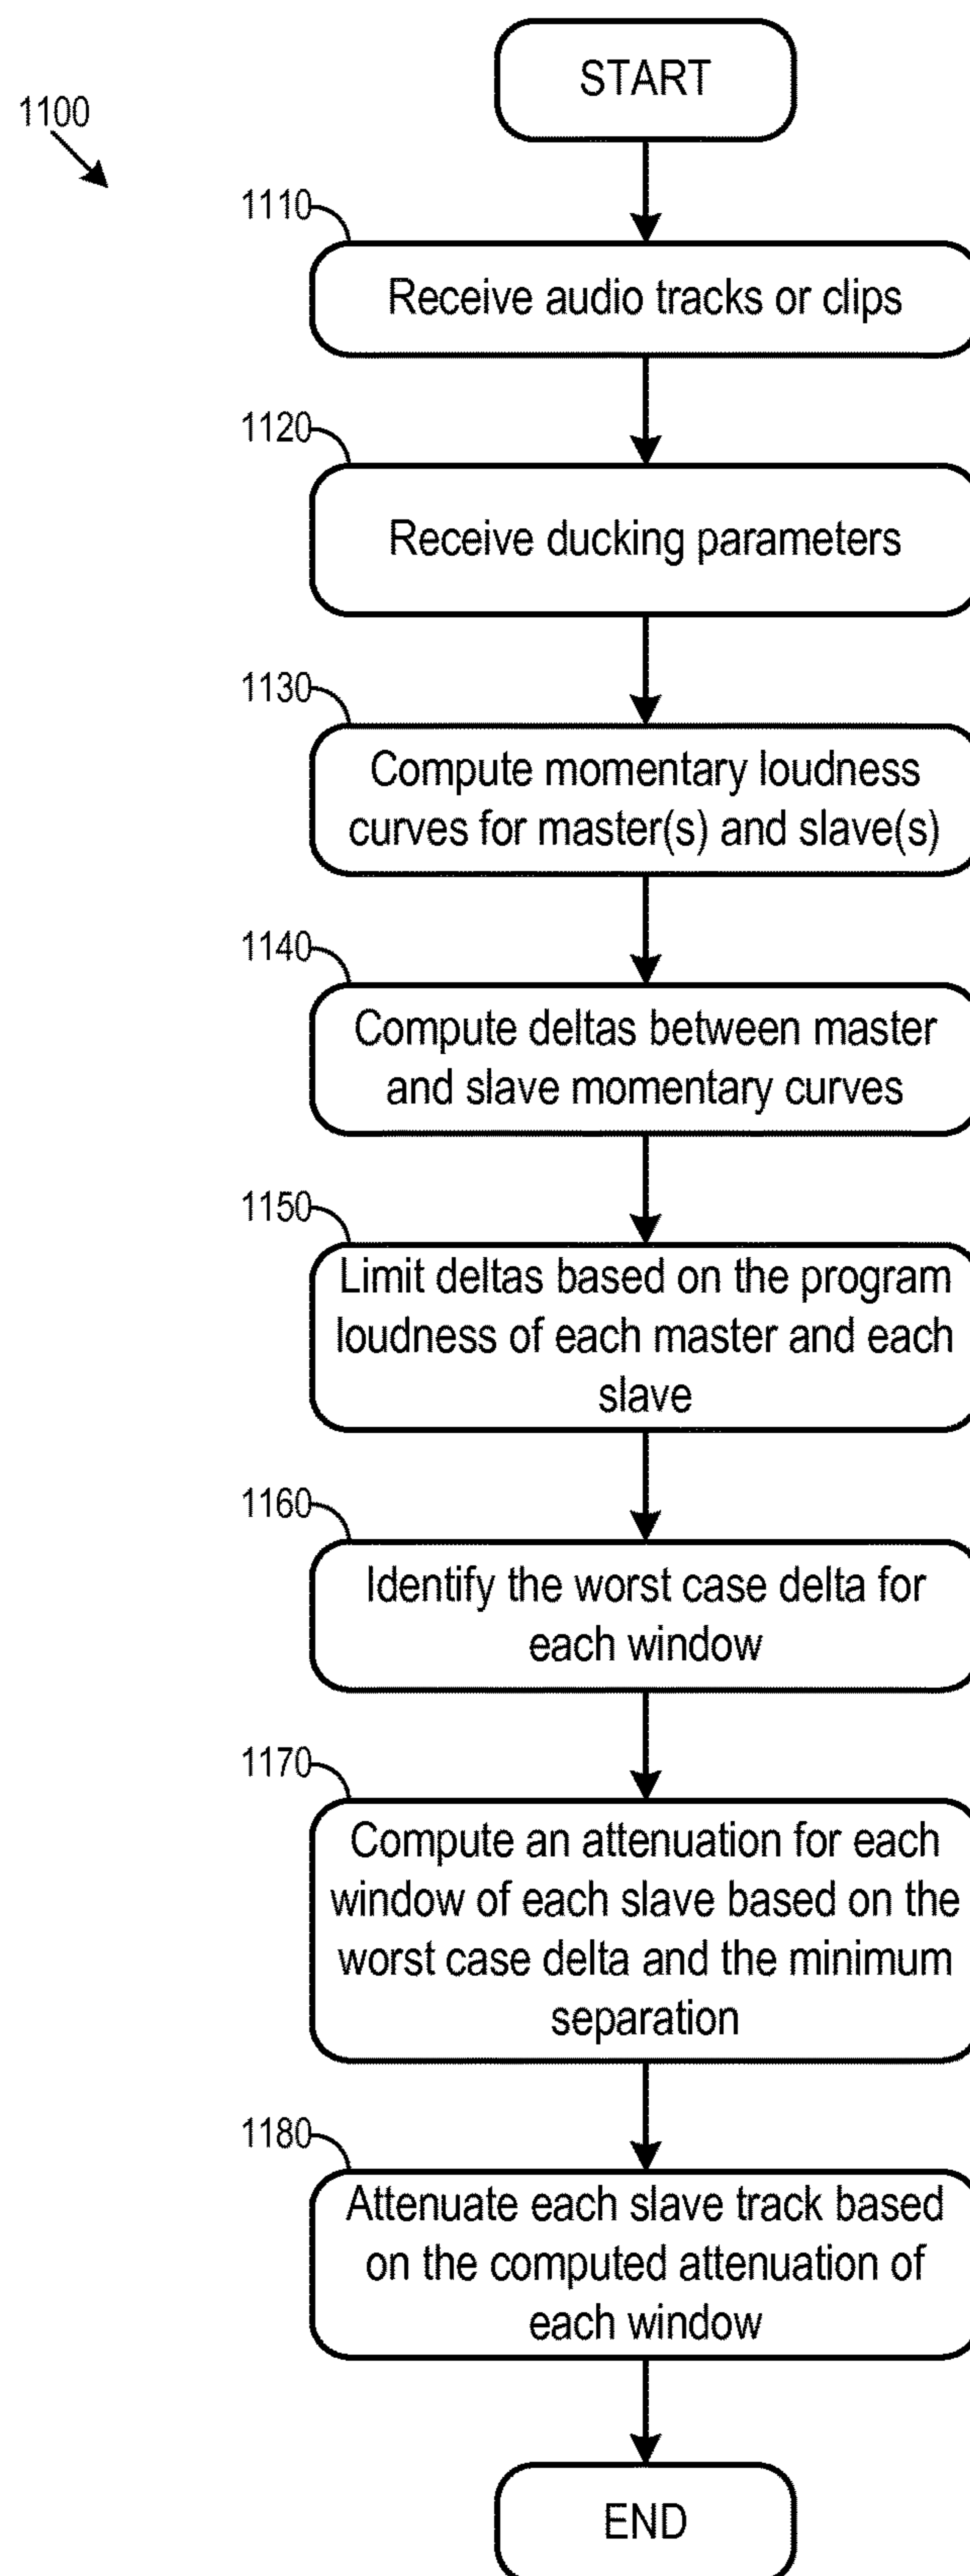 START
1100
1110
Receive audio tracks or clips
1120
Receive ducking parameters
1130
Compute momentary loudness
curves for master(s) and slave(s)
1140
Compute deltas between master
and slave momentary curves
1150
Limit deltas based on the program
loudness of each master and each
slave
1160
Identify the worst case delta for
each window
1170
Compute an attenuation for each
window of each slave based on the
worst case delta and the minimum
separation
1180
Attenuate each slave track based
on the computed attenuation of
each window
END